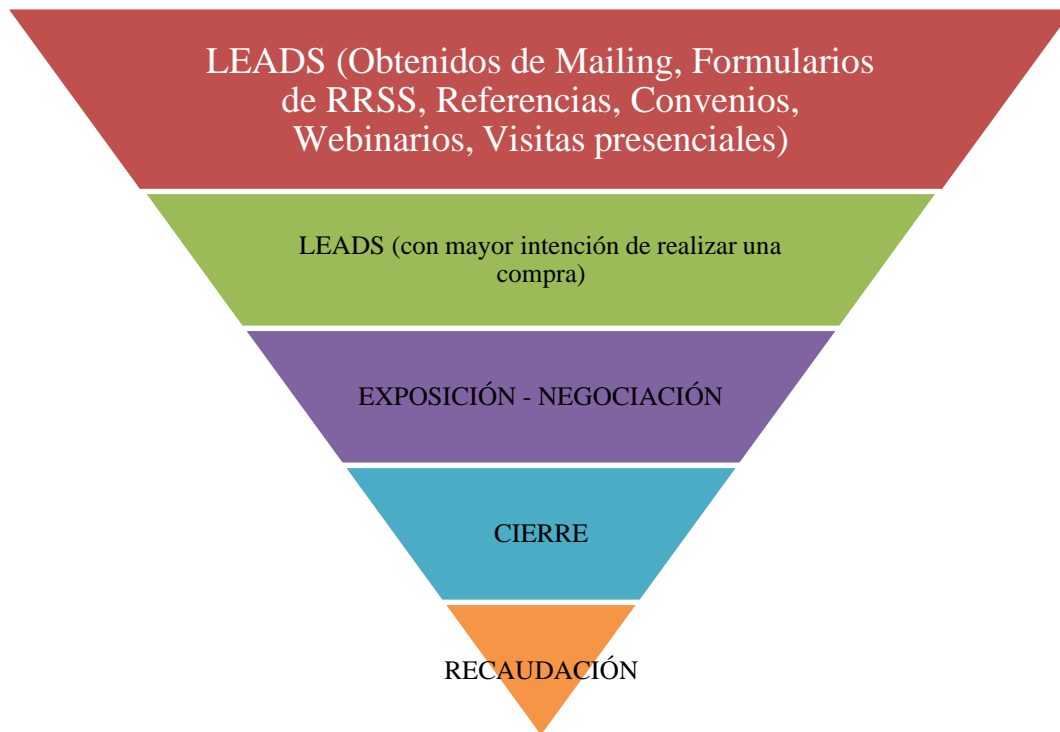 LEADS (Obtenidos de Mailing, Formularios
de RRSS, Referencias, Convenios,
Webinarios, Visitas presenciales)
LEADS (con mayor intención de realizar una
compra)
EXPOSICIÓN - NEGOCIACIÓN
CIERRE
RECAUDACIÓN